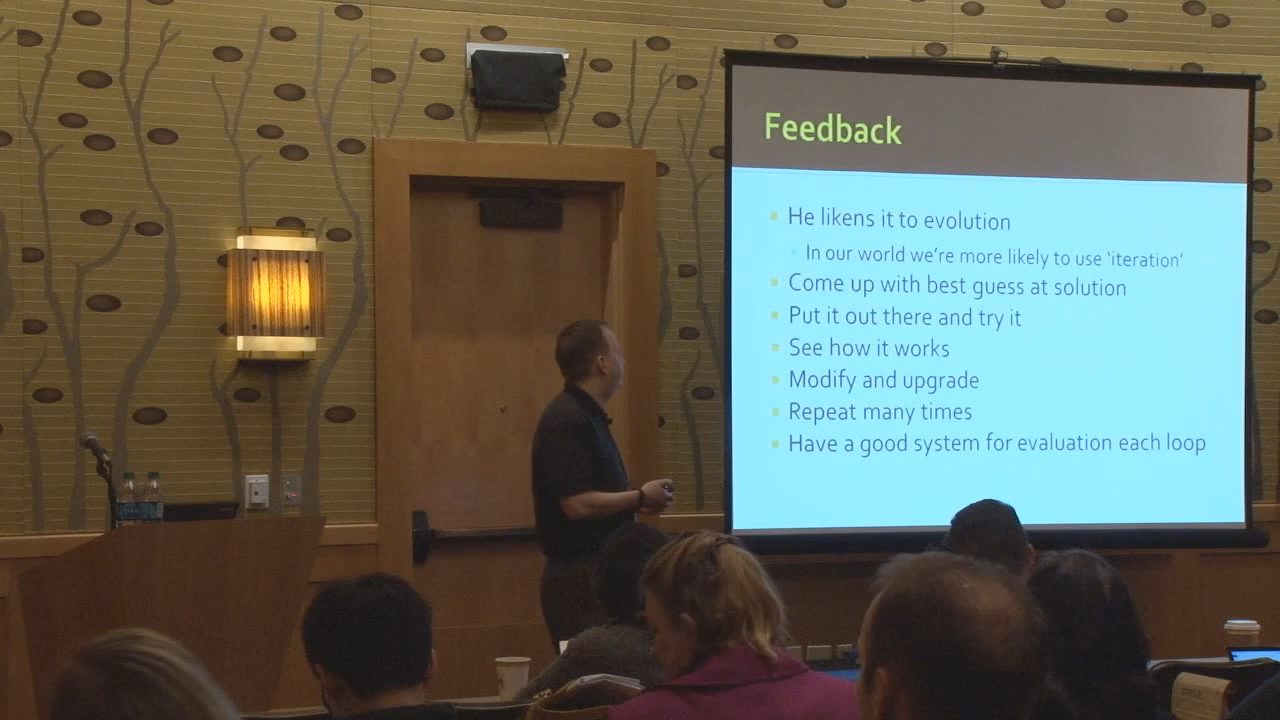 Feedback
He likens it to evolution
In our world we're more likely to use 'iteration'
Come up with best guess at solution
Put it out there and try it
See how it works
Modify and upgrade
Repeat many times
Have a good system for evaluation each loop